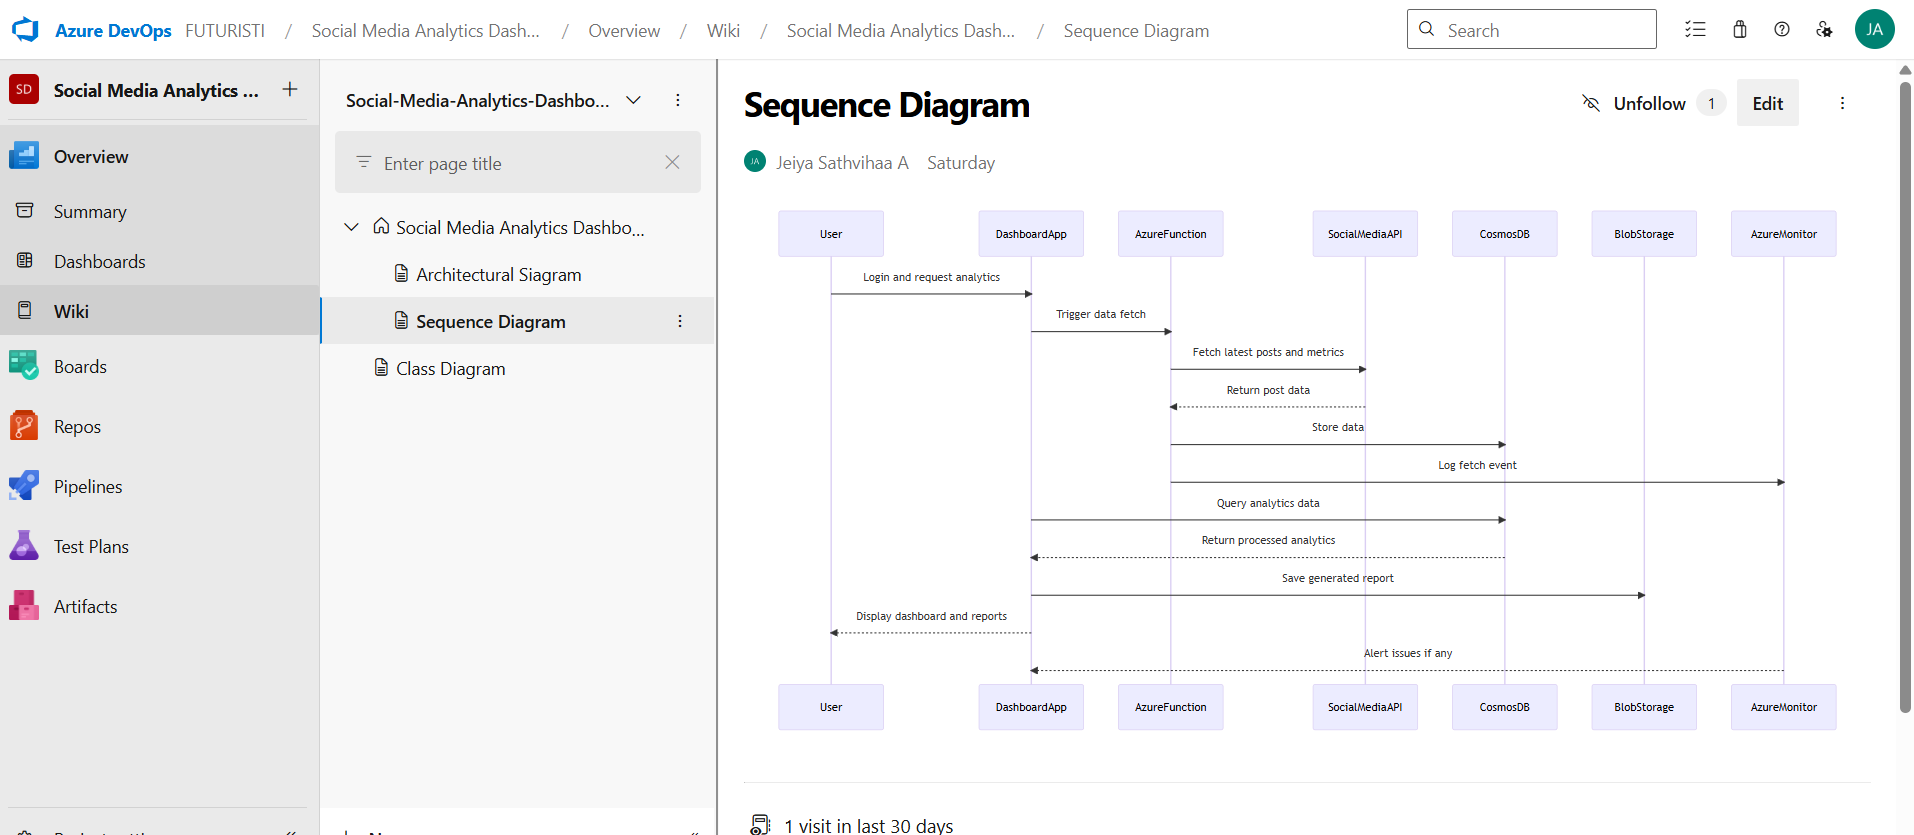 Azure DevOps FUTURISTI / Social Media Analytics Dash... / Overview / Wiki / Social Media Analytics Dash... / Sequence Diagram
Search
JA
SD Social Media Analytics ... +
Overview
Summary
Dashboards
Wiki
Boards
Repos
Pipelines
Test Plans
Artifacts
Social-Media-Analytics-Dashbo...
Enter page title
Social Media Analytics Dashbo...
Architectural Siagram
Sequence Diagram
Class Diagram
Sequence Diagram
Unfollow 1 Edit
JA Jeiya Sathvihaa A Saturday
User DashboardApp AzureFunction SocialMediaAPI CosmosDB BlobStorage AzureMonitor
Login and request analytics
Trigger data fetch
Fetch latest posts and metrics
Return post data
Store data
Log fetch event
Query analytics data
Return processed analytics
Save generated report
Display dashboard and reports
Alert issues if any
User DashboardApp AzureFunction SocialMediaAPI CosmosDB BlobStorage AzureMonitor
1 visit in last 30 days